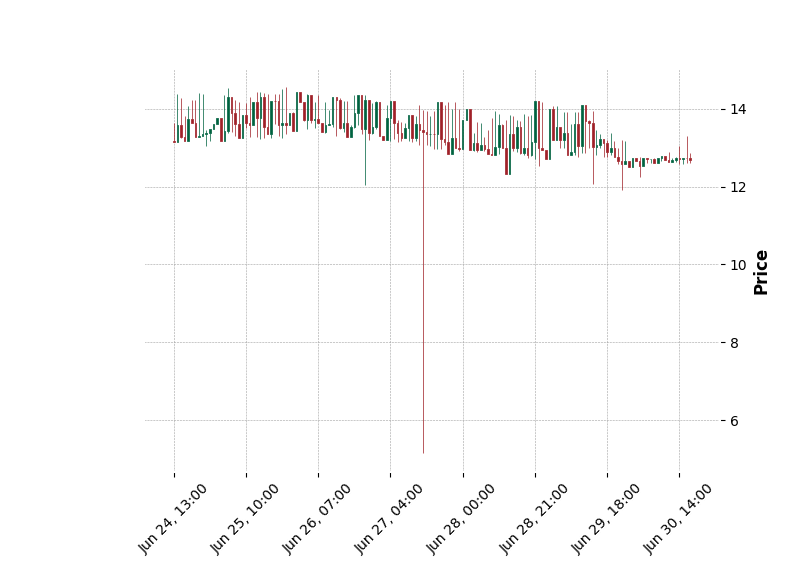 14
12
10
8
6
Price
Jun 24, 13:00
Jun 25, 10:00
Jun 26, 07:00
Jun 27, 04:00
Jun 28, 00:00
Jun 28, 21:00
Jun 29, 18:00
Jun 30, 14:00